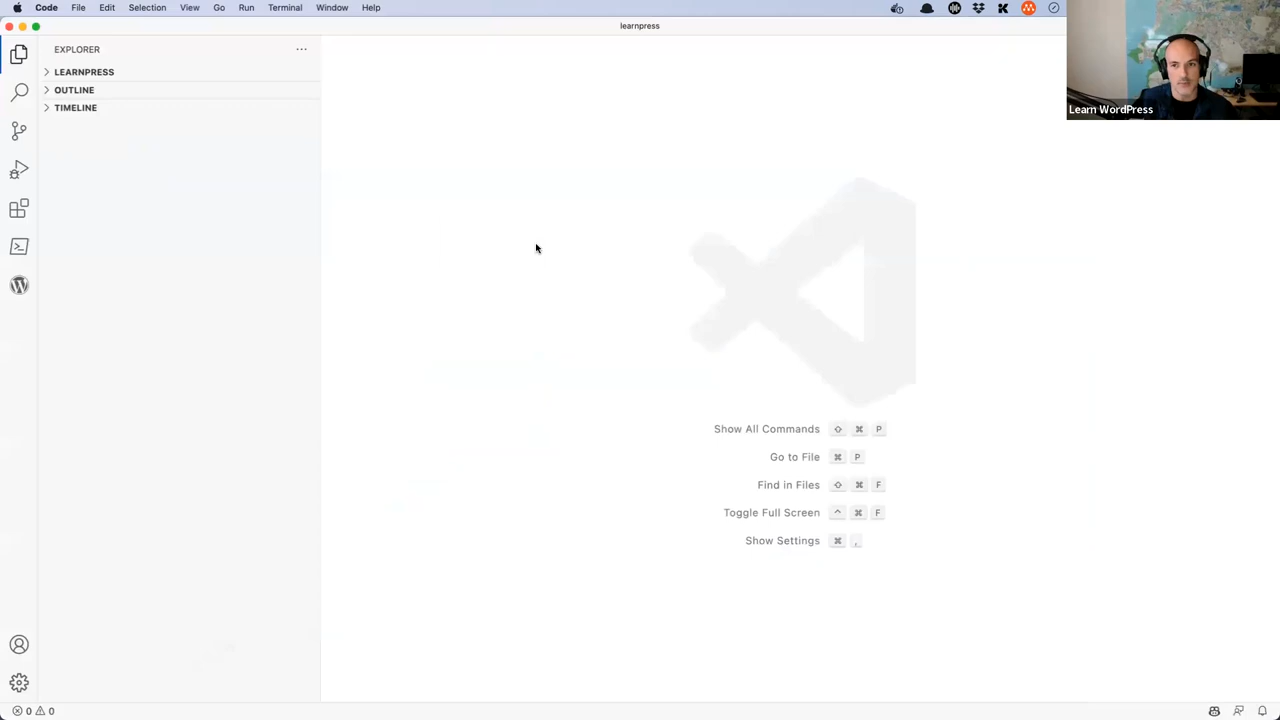 Code File Edit Selection View Go Run Terminal Window Help
learnpress
EXPLORER
LEARNPRESS
OUTLINE
TIMELINE
Learn WordPress
Show All Commands ⇧ ⌘ P
Go to File ⌘ P
Find in Files ⇧ ⌘ F
Toggle Full Screen ^ ⌘ F
Show Settings ⌘ ,
0 0